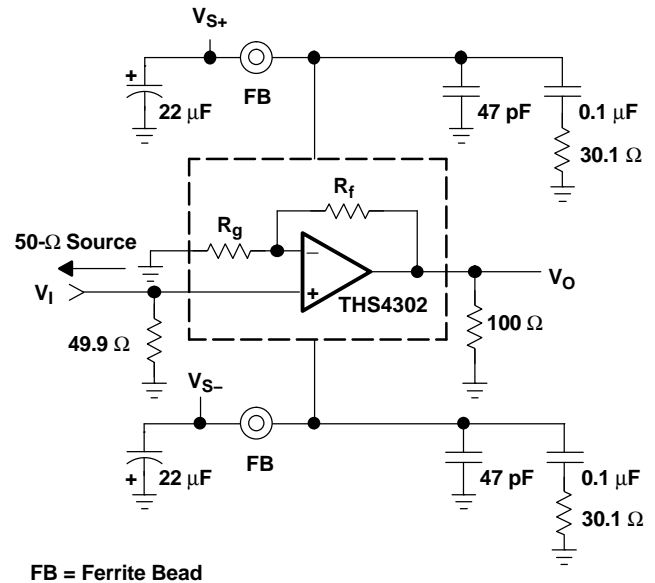 VS+
FB
+
22 μF
47 pF
0.1 μF
30.1 Ω
Rf
Rg
50-Ω Source
−
VI
+
THS4302
VO
49.9 Ω
100 Ω
VS−
FB
+
22 μF
47 pF
0.1 μF
30.1 Ω
FB = Ferrite Bead